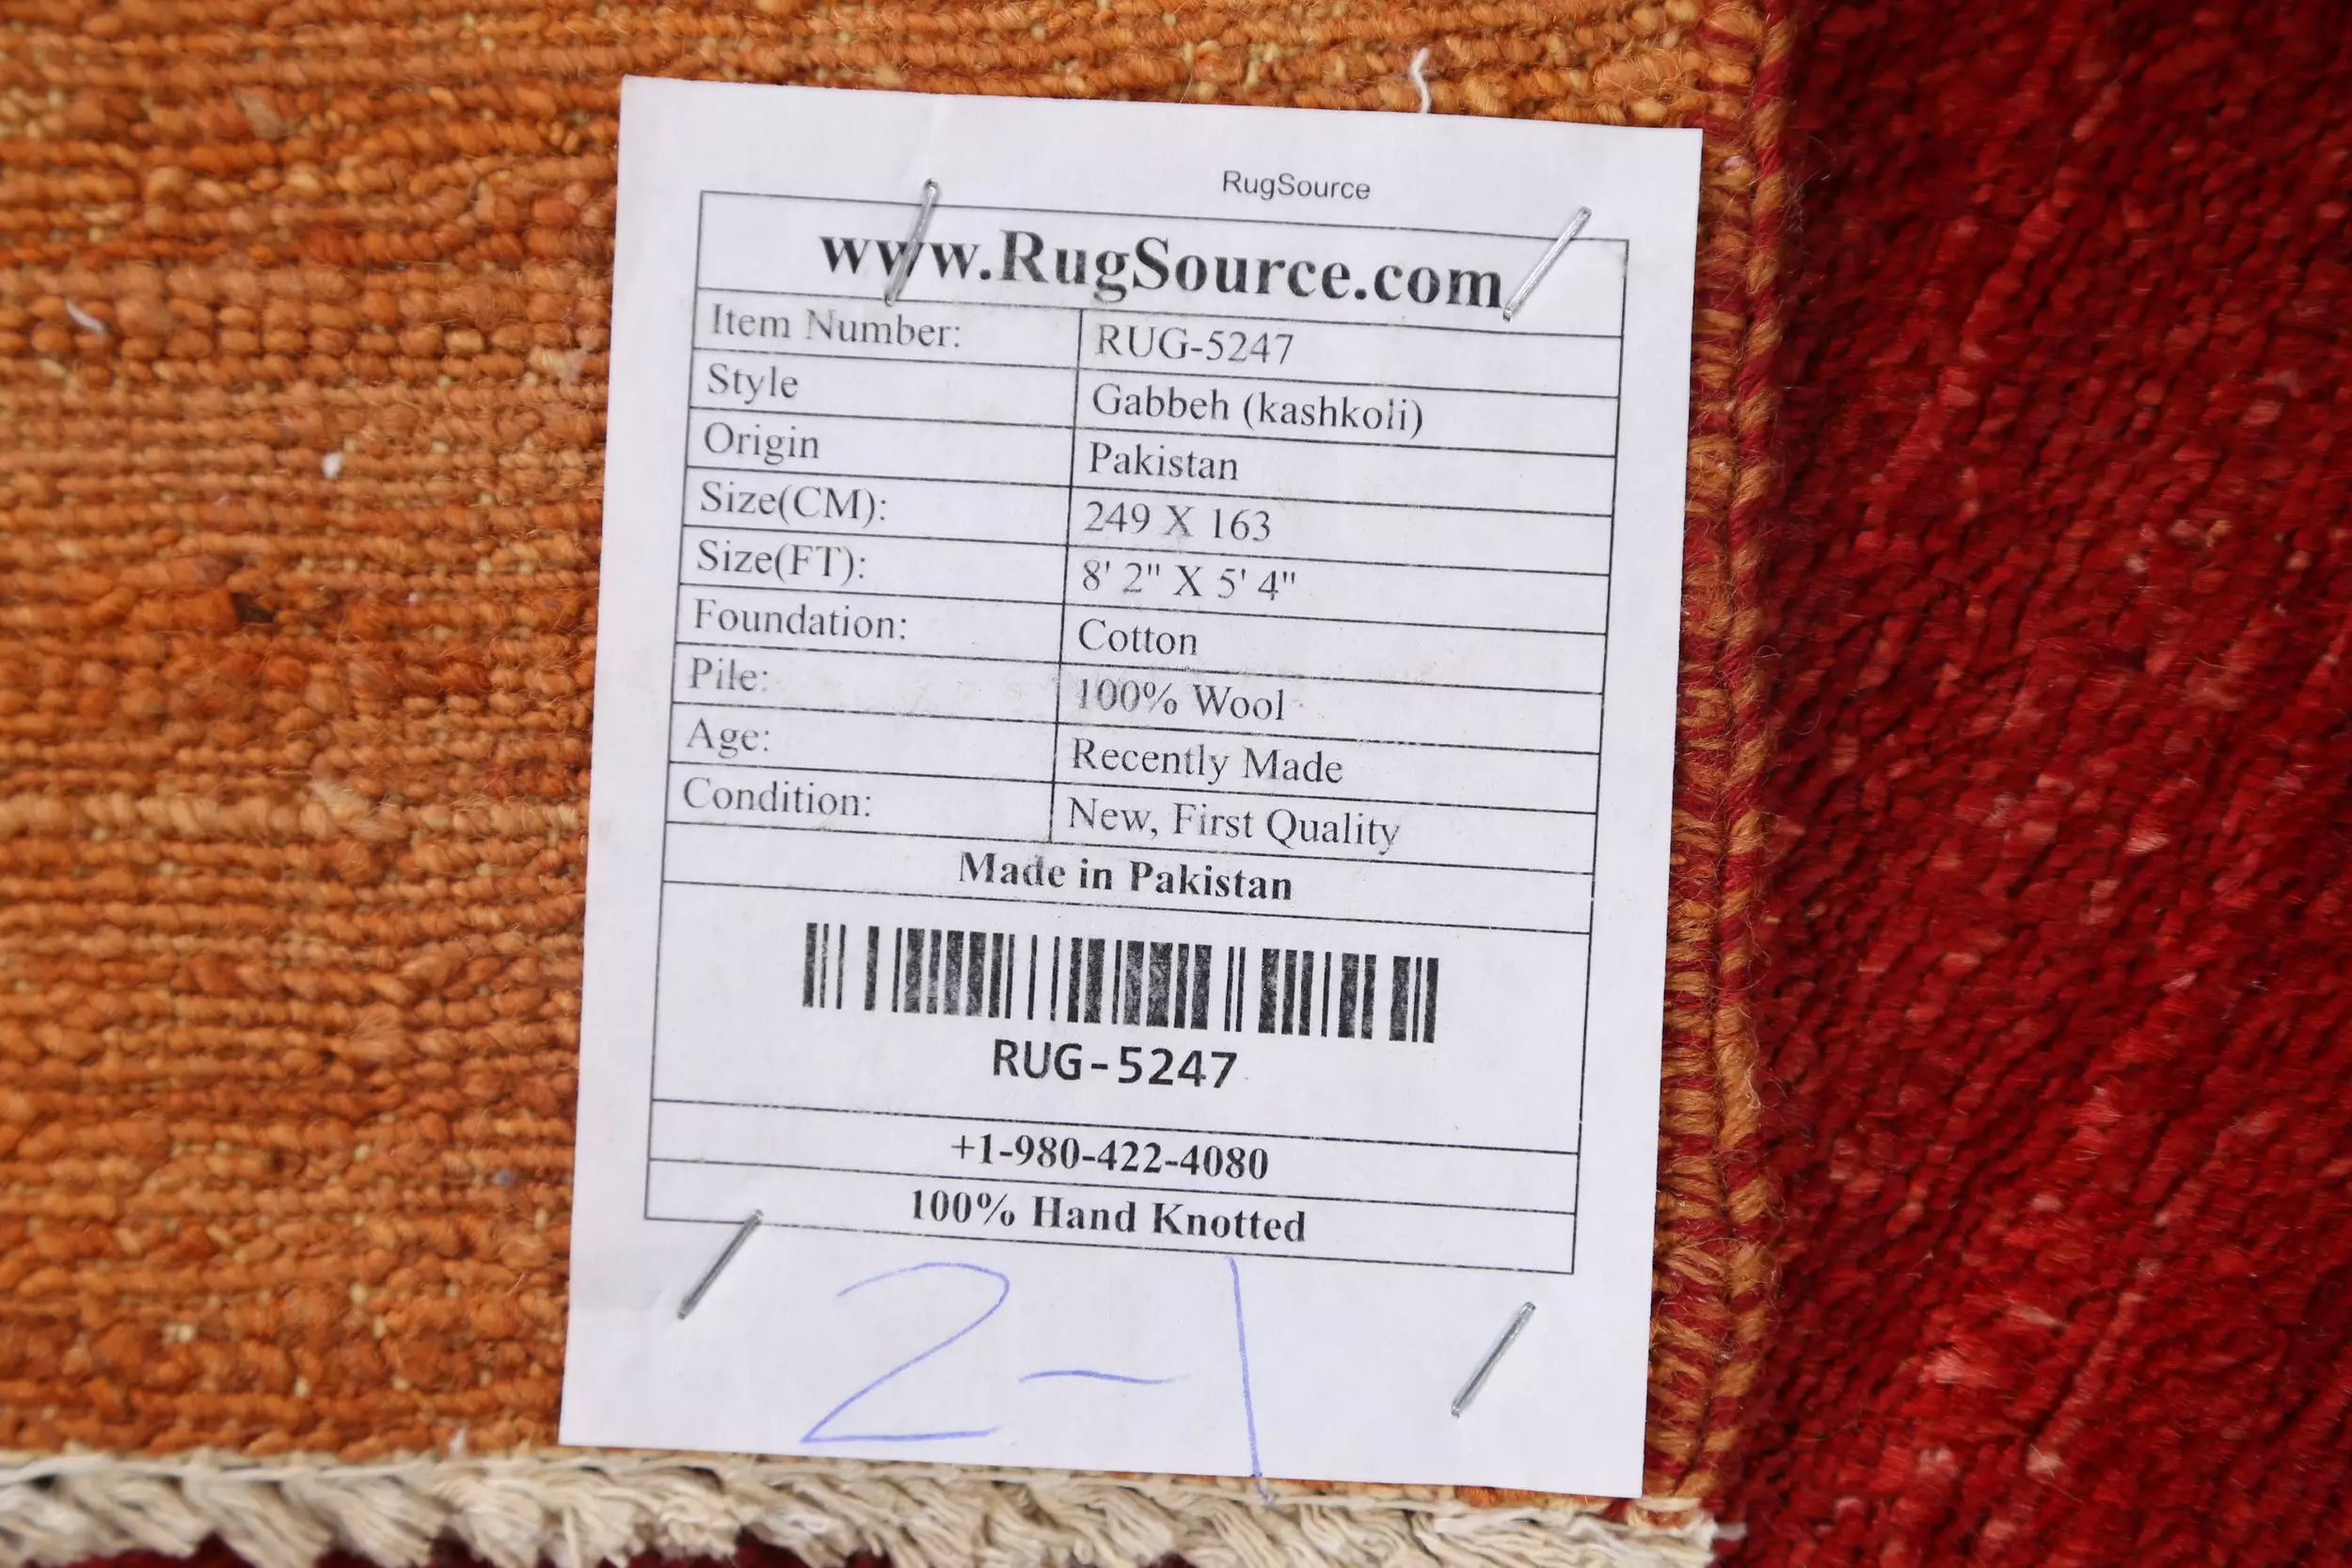 RugSource
www.RugSource.com
Item Number: RUG-5247
Style Gabbeh (kashkoli)
Origin Pakistan
Size(CM): 249 X 163
Size(FT): 8' 2" X 5' 4"
Foundation: Cotton
Pile: 100% Wool
Age: Recently Made
Condition: New, First Quality
Made in Pakistan
RUG-5247
+1-980-422-4080
100% Hand Knotted
2-1